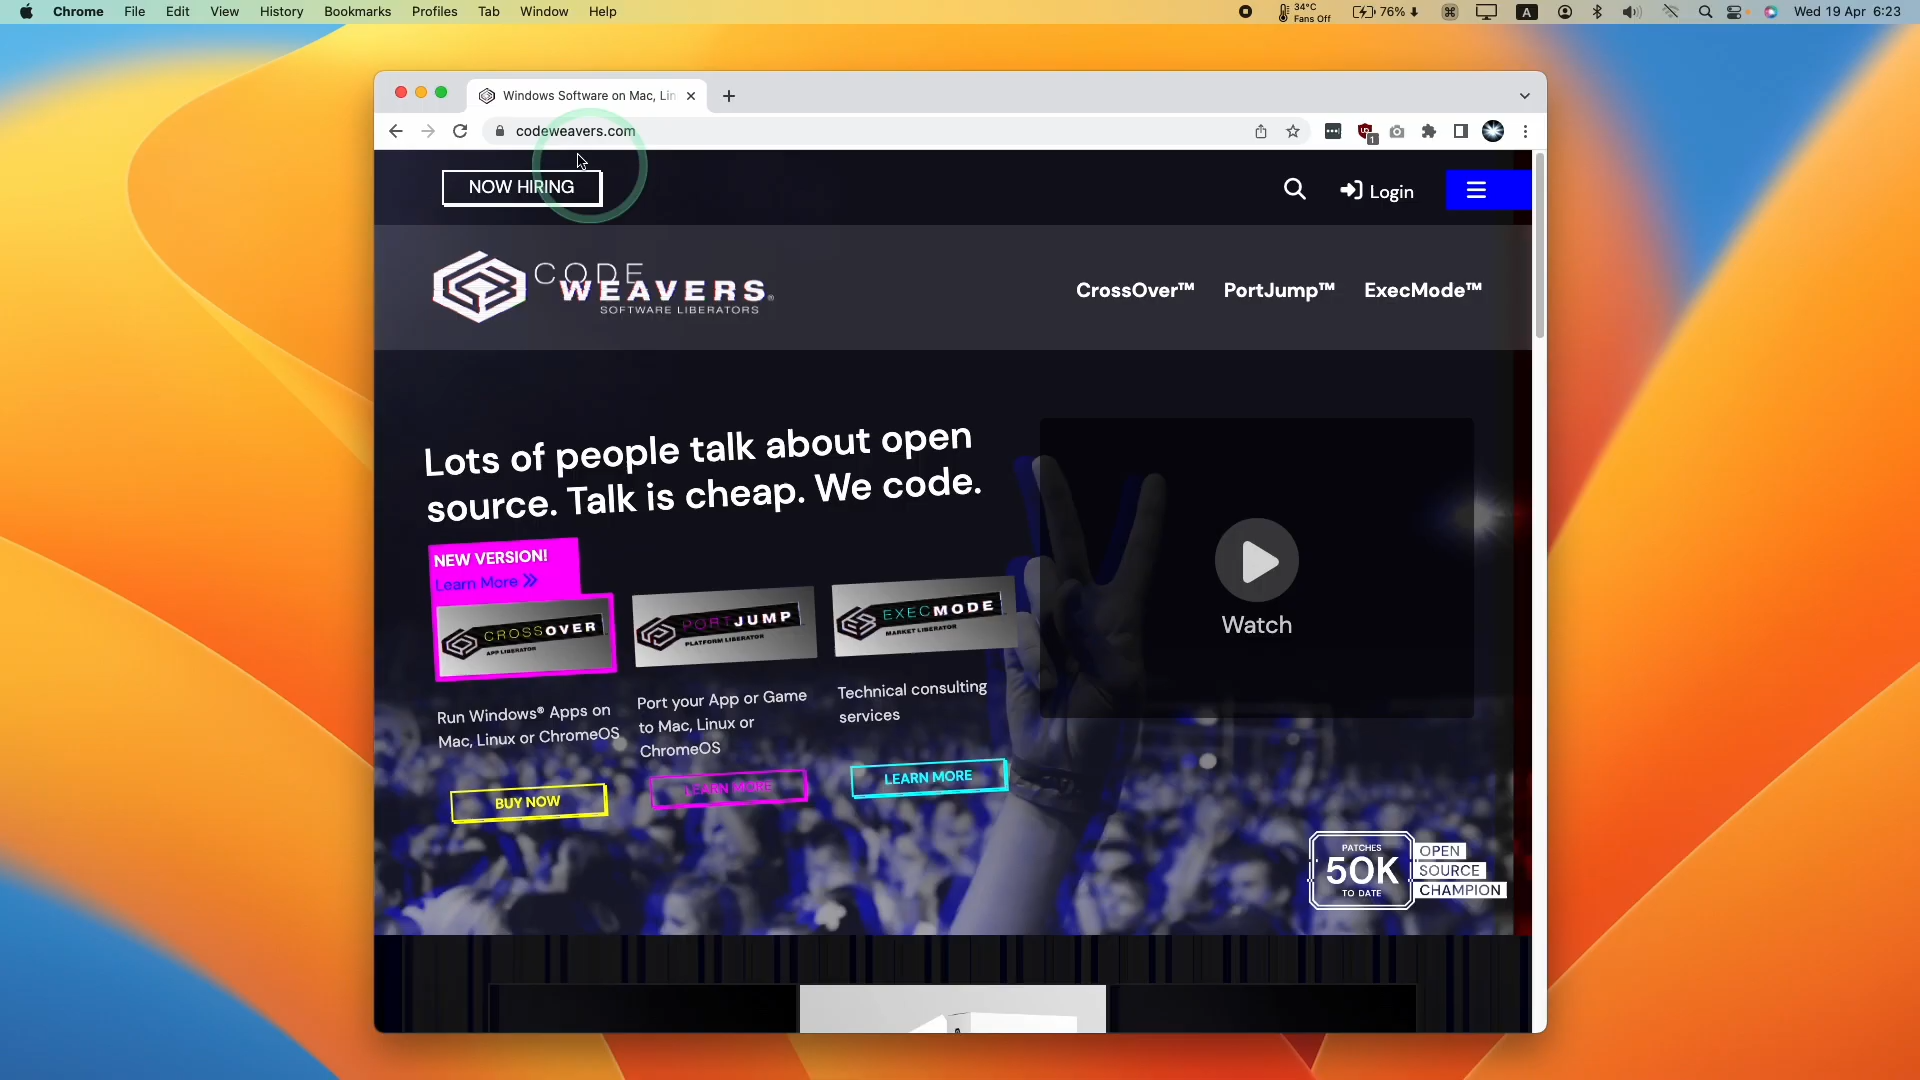 Chrome File Edit View History Bookmarks Profiles Tab Window Help
34°C
Fans Off
76%
A
Wed 19 Apr 6:23
Windows Software on Mac, Lin
codeweavers.com
1
NOW HIRING
Login
CODE
WEAVERS®
SOFTWARE LIBERATORS
CrossOver™ PortJump™ ExecMode™
Lots of people talk about open
source. Talk is cheap. We code.
NEW VERSION!
Learn More
CROSSOVER
APP LIBERATOR
PORTJUMP
PLATFORM LIBERATOR
EXECMODE
MARKET LIBERATOR
Run Windows® Apps on
Mac, Linux or ChromeOS
Port your App or Game
to Mac, Linux or
ChromeOS
Technical consulting
services
BUY NOW
LEARN MORE
LEARN MORE
Watch
PATCHES
50K
TO DATE
OPEN
SOURCE
CHAMPION